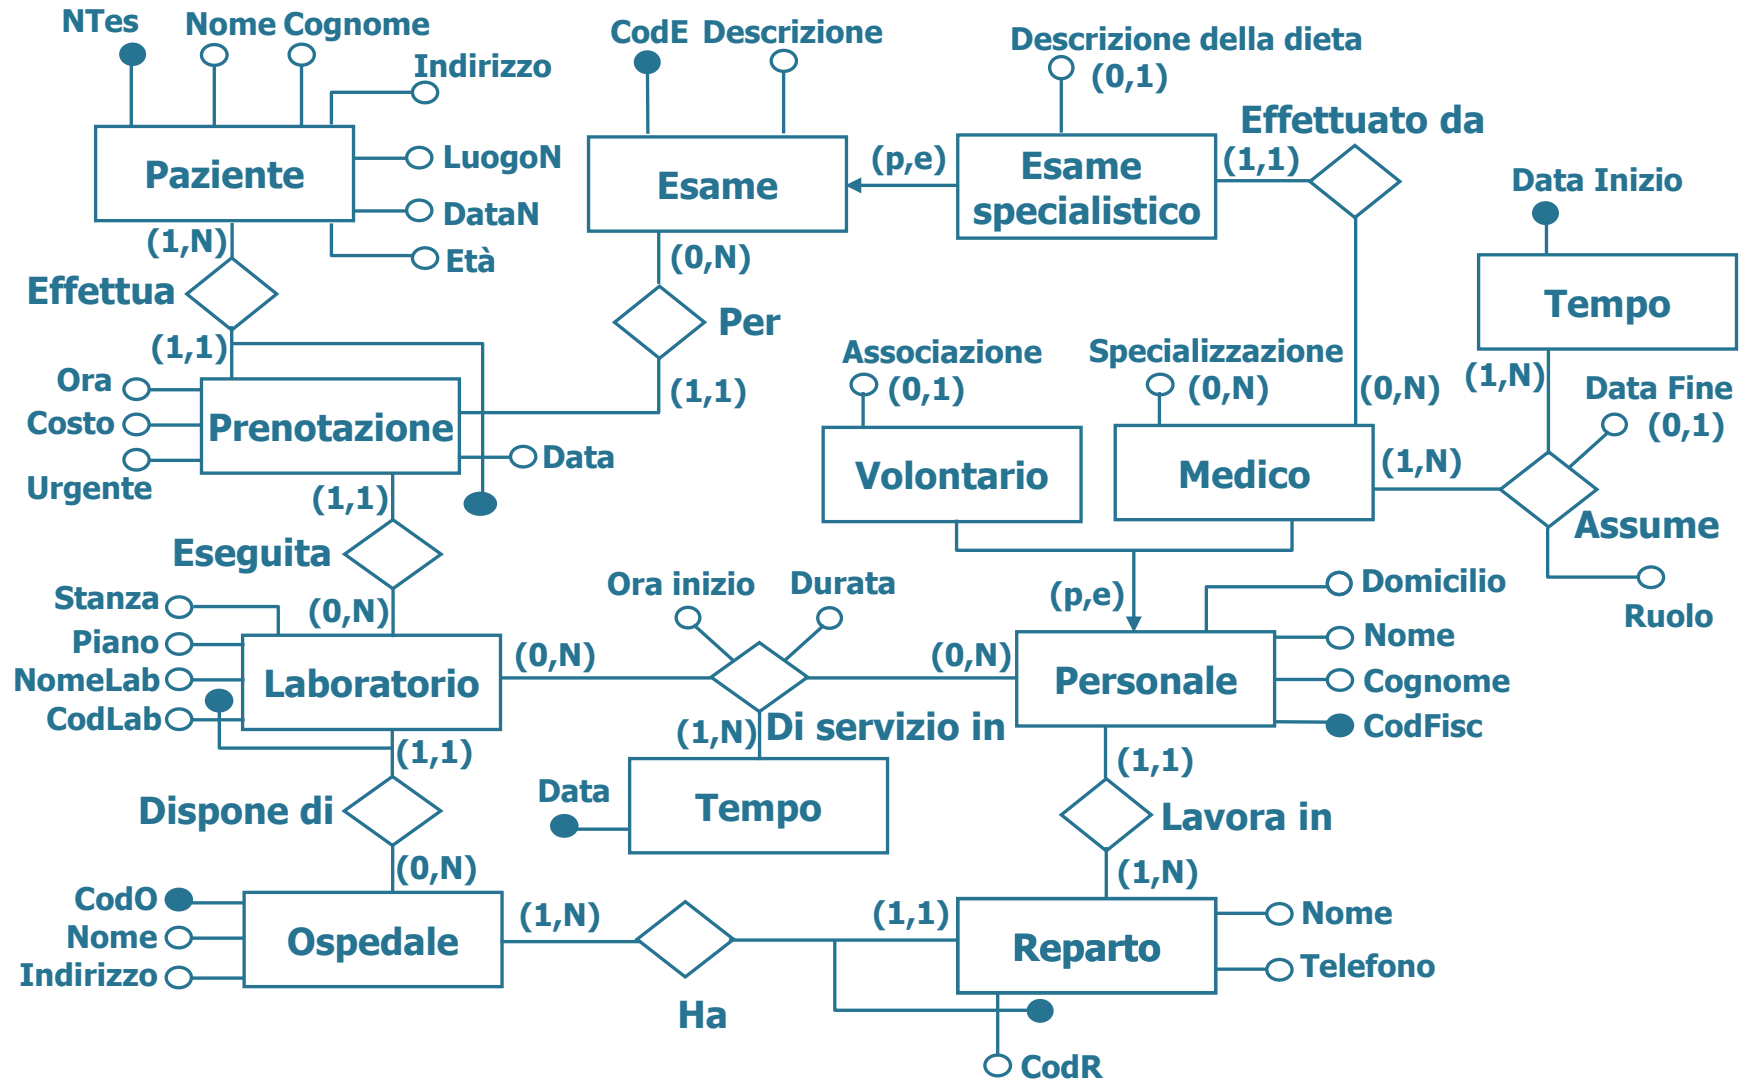 NTes
Nome Cognome
Indirizzo
Paziente
LuogoN
DataN
Età
(1,N)
Effettua
(1,1)
CodE Descrizione
Esame
(0,N)
Per
(1,1)
(p,e)
Descrizione della dieta
(0,1)
Esame
specialistico
(1,1)
Effettuato da
(0,N)
Data Inizio
Tempo
(1,N)
Data Fine
(0,1)
Assume
Ruolo
(1,N)
Ora
Costo
Urgente
Prenotazione
Data
(1,1)
Eseguita
(0,N)
Associazione
(0,1)
Volontario
Specializzazione
(0,N)
Medico
(p,e)
Stanza
Piano
NomeLab
CodLab
Laboratorio
(0,N)
Ora inizio
Durata
(0,N)
Di servizio in
(1,N)
Data
Tempo
Personale
Domicilio
Nome
Cognome
CodFisc
(1,1)
Lavora in
(1,N)
(1,1)
Dispone di
(0,N)
CodO
Nome
Indirizzo
Ospedale
(1,N)
Ha
(1,1)
Reparto
Nome
Telefono
CodR